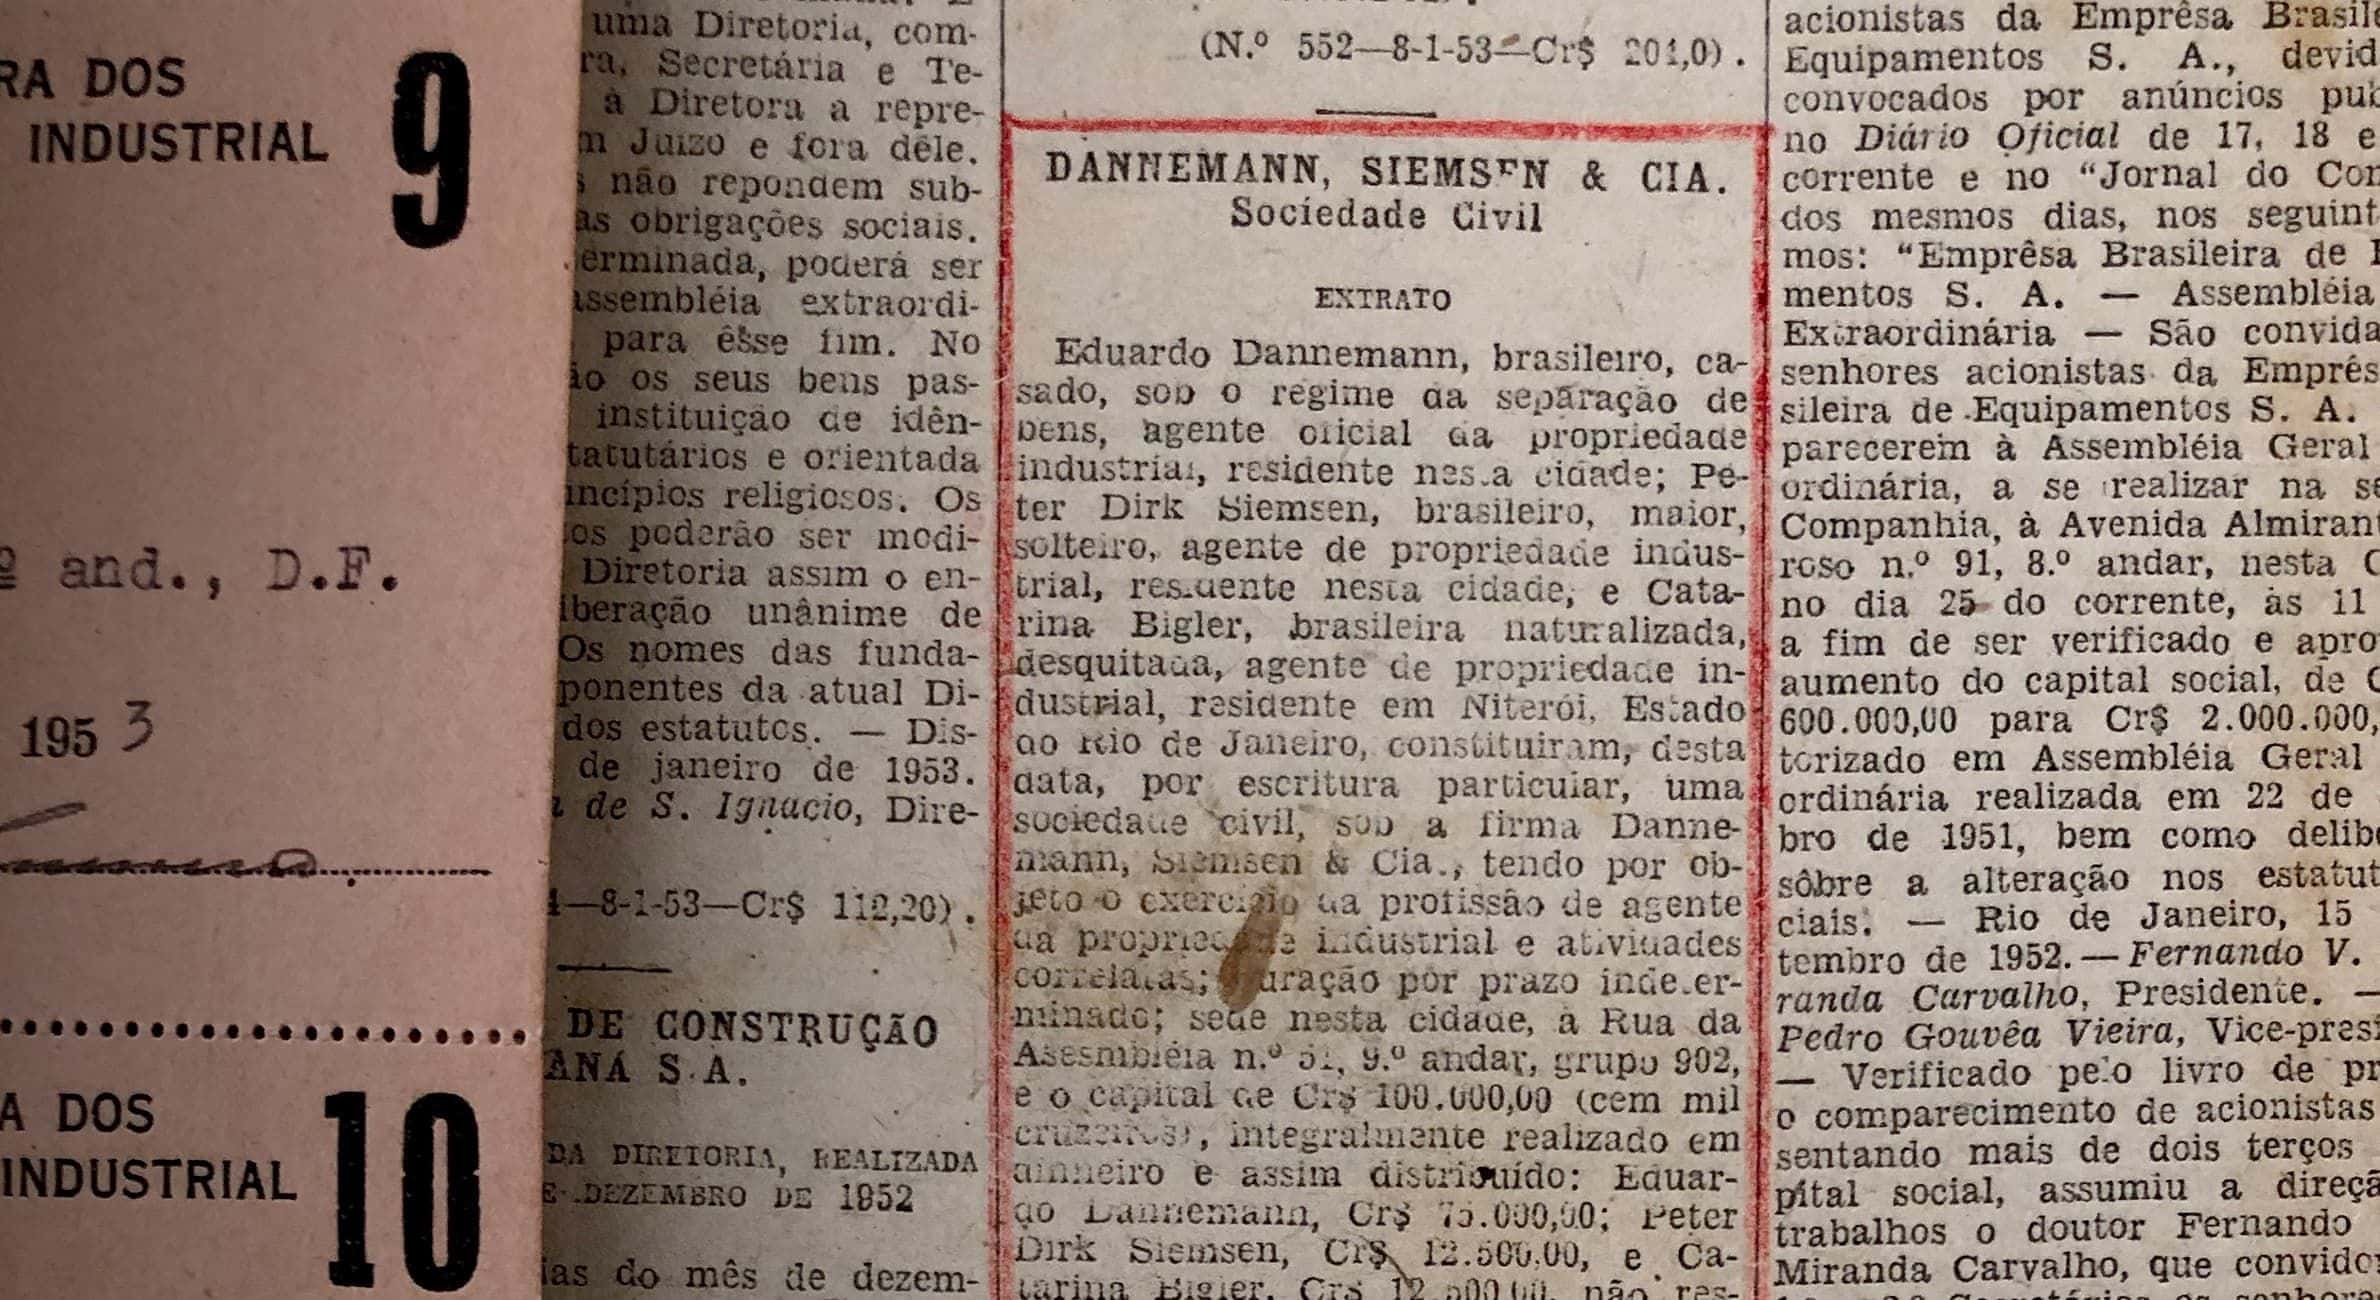 RA DOS
INDUSTRIAL
9
and., D.F.
1953
A DOS
INDUSTRIAL
10
uma Diretoria, com-
ra, Secretária e Te-
à Diretora a repre-
m Juizo e fora dêle.
s não repondem sub-
as obrigações sociais.
erminada, poderá ser
assembléia extraordi-
para êsse fim. No
ão os seus bens pas-
instituição de idên-
tatutários e orientada
incípios religiosos. Os
tos poderão ser modi-
Diretoria assim o en-
iberação unânime de
Os nomes das funda-
ponentes da atual Di-
dos estatutos. — Dis-
de janeiro de 1953.
a de S. Ignacio, Dire-
4—8-1-53—Cr$ 112,20).
DE CONSTRUÇÃO
ANÁ S.A.
DA DIRETORIA, REALIZADA
E DEZEMBRO DE 1952
ias do mês de dezem-
(N.º 552—8-1-53—Cr$ 201,0).
DANNEMANN, SIEMSEN & CIA.
Sociedade Civil
EXTRATO
Eduardo Dannemann, brasileiro, ca-
sado, sob o regime da separação de
bens, agente oficial da propriedade
industrial, residente nesta cidade; Pe-
ter Dirk Siemsen, brasileiro, maior,
solteiro, agente de propriedade indus-
trial, residente nesta cidade, e Cata-
rina Bigler, brasileira naturalizada,
desquitada, agente de propriedade in-
dustrial, residente em Niterói, Estado
do Rio de Janeiro, constituiram, desta
data, por escritura particular, uma
sociedade civil, sob a firma Danne-
mann, Siemsen & Cia., tendo por ob-
jeto o exercício da profissão de agente
da propriedade industrial e atividades
correlatas; duração por prazo indeter-
minado; sede nesta cidade, à Rua da
Asesmbléia n.º 51, 9.º andar, grupo 902,
e o capital de Cr$ 100.000,00 (cem mil
cruzeiros), integralmente realizado em
dinheiro e assim distribuído: Eduar-
do Dannemann, Cr$ 75.000,00; Peter
Dirk Siemsen, Cr$ 12.500,00, e Ca-
tarina Bigler, Cr$ 12.500,00, não res-
acionistas da Emprêsa Brasile
Equipamentos S. A., devid
convocados por anúncios pub
no Diário Oficial de 17, 18 e
corrente e no "Jornal do Com
dos mesmos dias, nos seguint
mos: "Emprêsa Brasileira de E
mentos S. A. — Assembléia
Extraordinária — São convida
senhores acionistas da Emprês
sileira de Equipamentos S. A.
parecerem à Assembléia Geral
ordinária, a se realizar na se
Companhia, à Avenida Almirant
roso n.º 91, 8.º andar, nesta C
no dia 25 do corrente, às 11
a fim de ser verificado e apro
aumento do capital social, de C
600.000,00 para Cr$ 2.000.000,
torizado em Assembléia Geral
ordinária realizada em 22 de
bro de 1951, bem como delibe
sôbre a alteração nos estatut
ciais. — Rio de Janeiro, 15
tembro de 1952. — Fernando V.
randa Carvalho, Presidente. —
Pedro Gouvêa Vieira, Vice-presi
— Verificado pelo livro de pr
o comparecimento de acionistas
sentando mais de dois terços
pital social, assumiu a direçã
trabalhos o doutor Fernando
Miranda Carvalho, que convido